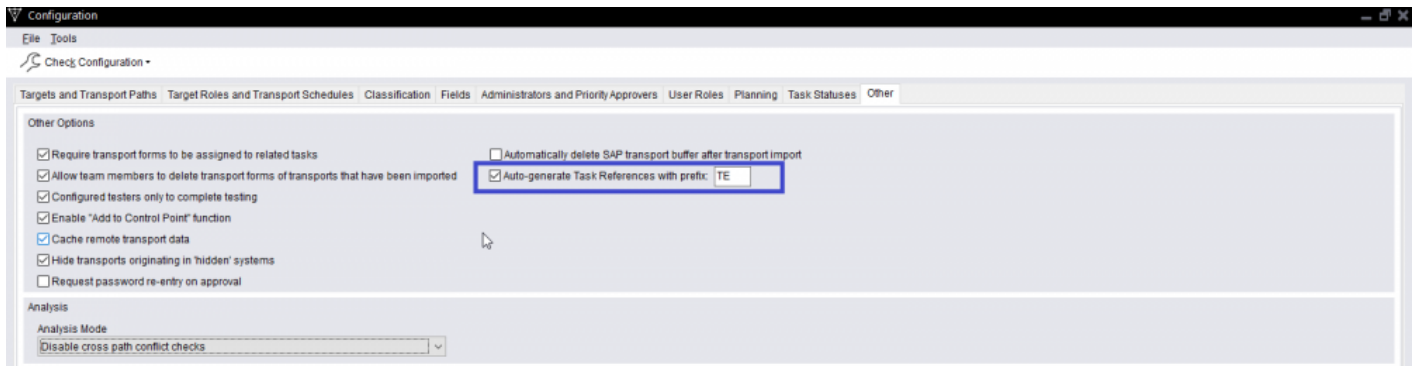 Configuration
File Tools
Check Configuration
Targets and Transport Paths Target Roles and Transport Schedules Classification Fields Administrators and Priority Approvers User Roles Planning Task Statuses Other
Other Options
Require transport forms to be assigned to related tasks
Automatically delete SAP transport buffer after transport import
Allow team members to delete transport forms of transports that have been imported
Auto-generate Task References with prefix: TE
Configured testers only to complete testing
Enable "Add to Control Point" function
Cache remote transport data
Hide transports originating in 'hidden' systems
Request password re-entry on approval
Analysis
Analysis Mode
Disable cross path conflict checks